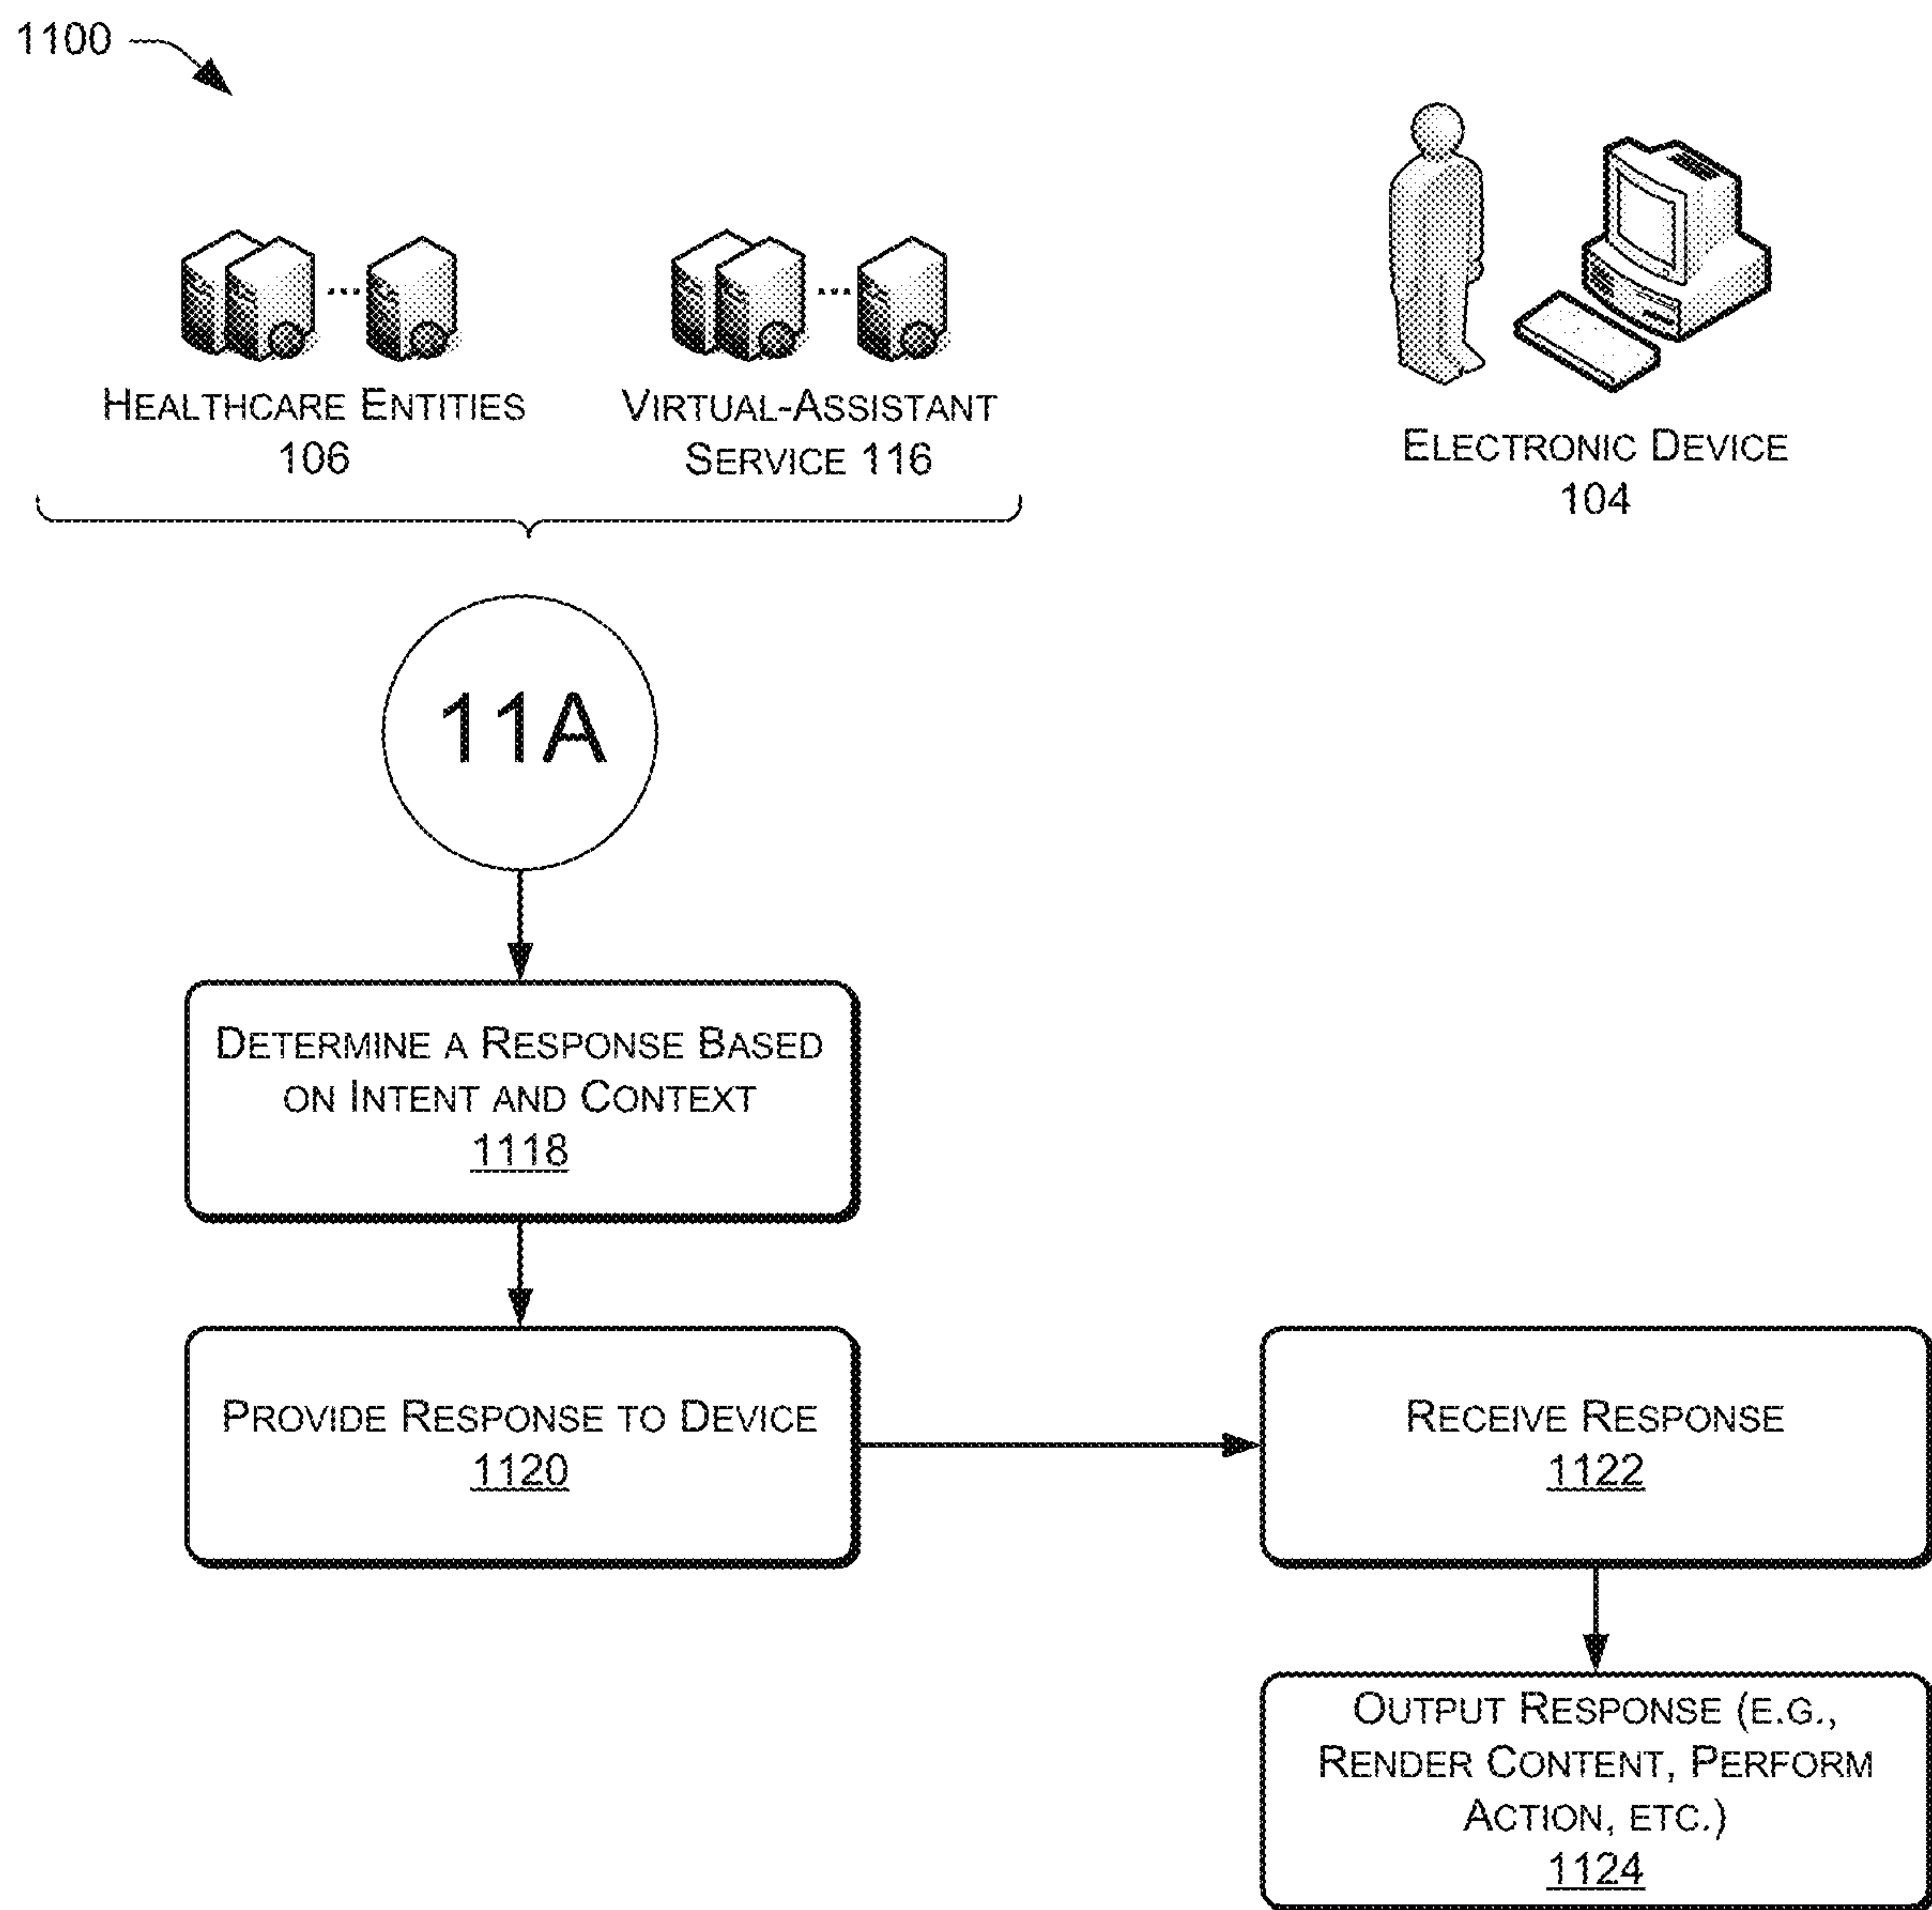 1100
HEALTHCARE ENTITIES
106
VIRTUAL-ASSISTANT
SERVICE 116
ELECTRONIC DEVICE
104
11A
DETERMINE A RESPONSE BASED
ON INTENT AND CONTEXT
1118
PROVIDE RESPONSE TO DEVICE
1120
RECEIVE RESPONSE
1122
OUTPUT RESPONSE (E.G.,
RENDER CONTENT, PERFORM
ACTION, ETC.)
1124